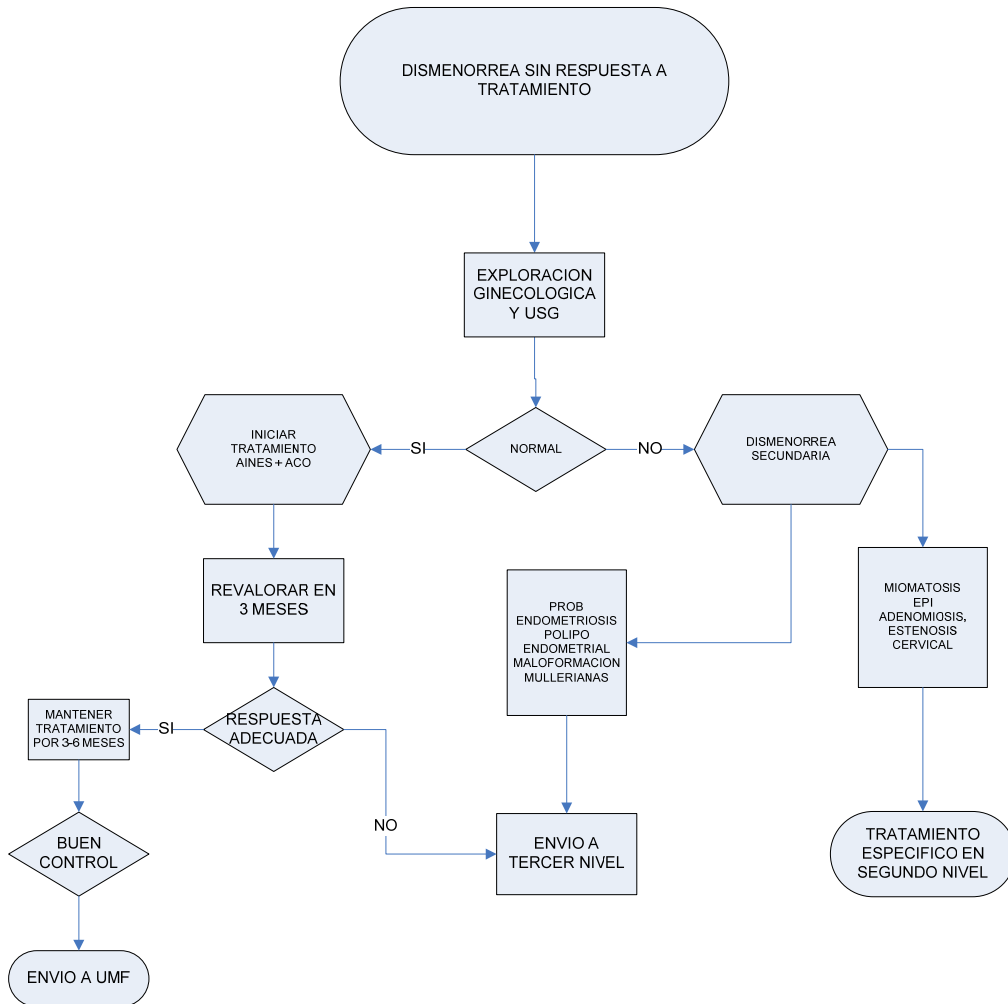 DISMENORREA SIN RESPUESTA A
TRATAMIENTO
EXPLORACION
GINECOLOGICA
Y USG
INICIAR
TRATAMIENTO
AINES + ACO
SI
NORMAL
NO
DISMENORREA
SECUNDARIA
REVALORAR EN
3 MESES
PROB
ENDOMETRIOSIS
POLIPO
ENDOMETRIAL
MALOFORMACION
MULLERIANAS
MIOMATOSIS
EPI
ADENOMIOSIS,
ESTENOSIS
CERVICAL
MANTENER
TRATAMIENTO
POR 3-6 MESES
SI
RESPUESTA
ADECUADA
NO
BUEN
CONTROL
ENVIO A
TERCER NIVEL
TRATAMIENTO
ESPECIFICO EN
SEGUNDO NIVEL
ENVIO A UMF